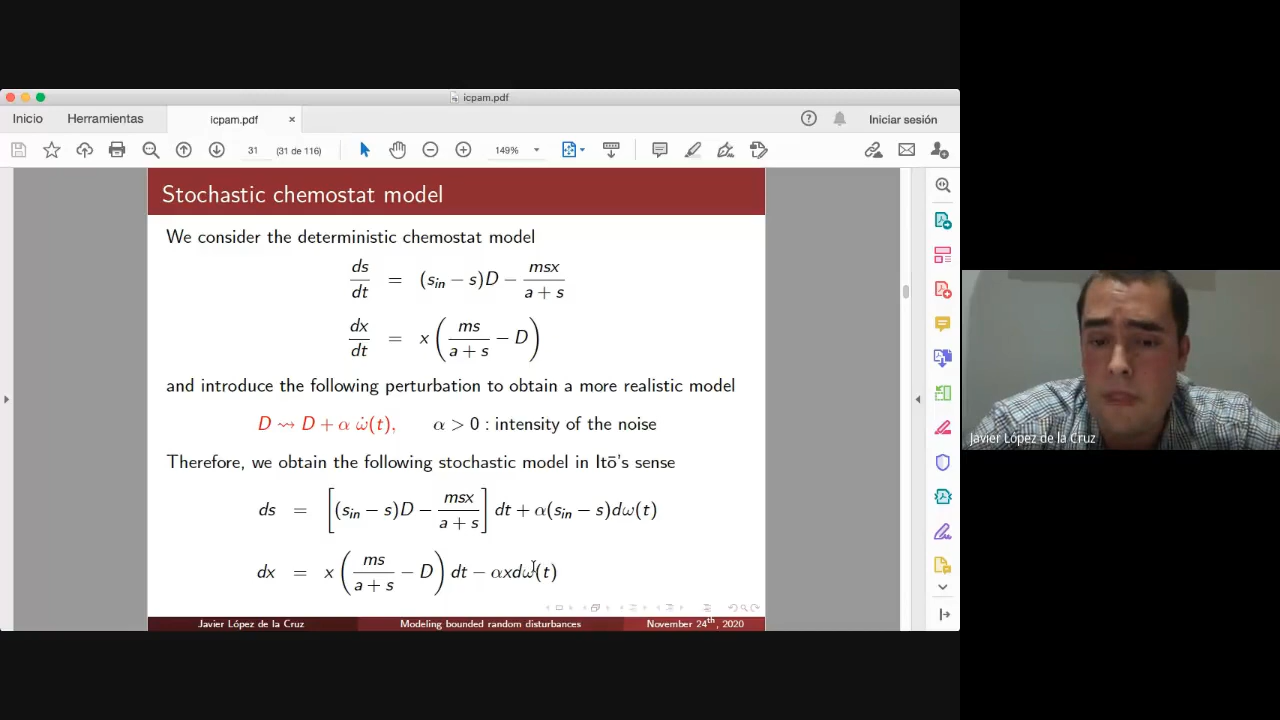 icpam.pdf
Inicio Herramientas icpam.pdf × Iniciar sesión
31 (31 de 116) 149%
Stochastic chemostat model
We consider the deterministic chemostat model
ds/dt = (s_in − s)D − msx/(a + s)
dx/dt = x (ms/(a + s) − D)
and introduce the following perturbation to obtain a more realistic model
D ⇝ D + α ω̇(t), α > 0 : intensity of the noise
Therefore, we obtain the following stochastic model in Itō's sense
ds = [(s_in − s)D − msx/(a + s)] dt + α(s_in − s)dω(t)
dx = x (ms/(a + s) − D) dt − αxdω(t)
Javier López de la Cruz Modeling bounded random disturbances November 24th, 2020
Javier López de la Cruz